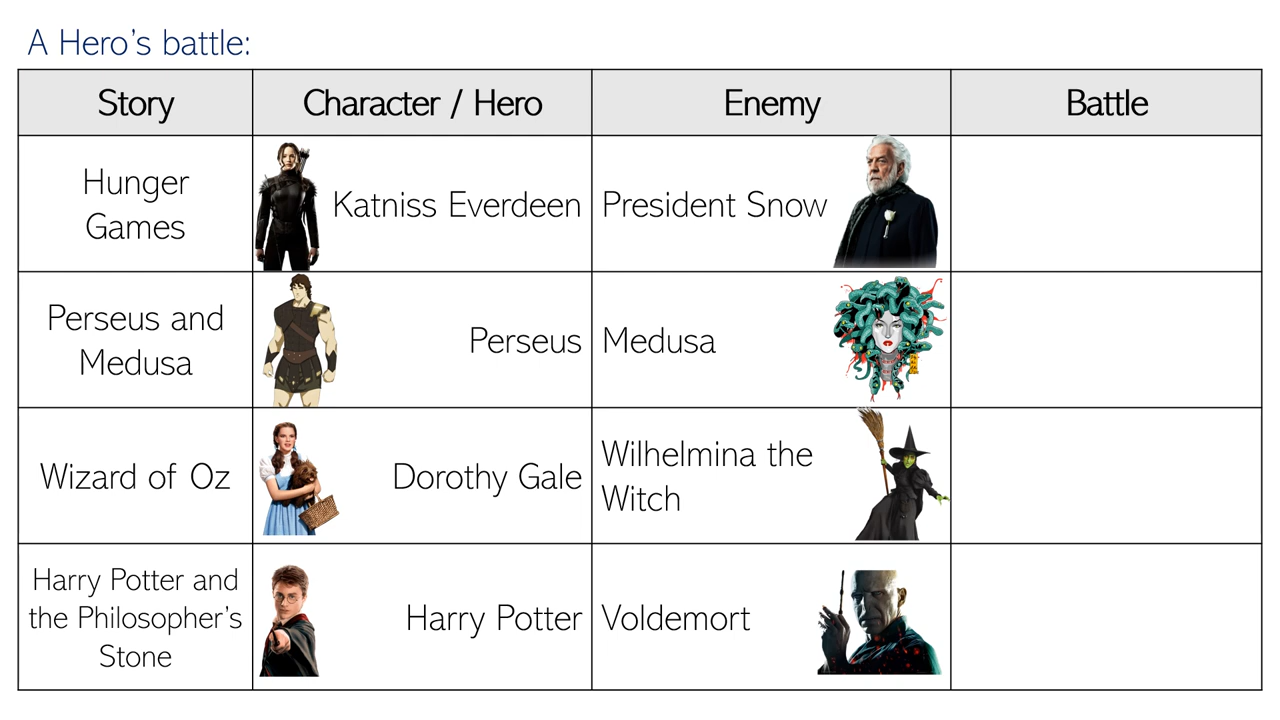 A Hero's battle:
Story
Character / Hero
Enemy
Battle
Hunger
Games
Katniss Everdeen
President Snow
Perseus and
Medusa
Perseus
Medusa
Wizard of Oz
Dorothy Gale
Wilhelmina the
Witch
Harry Potter and
the Philosopher's
Stone
Harry Potter
Voldemort